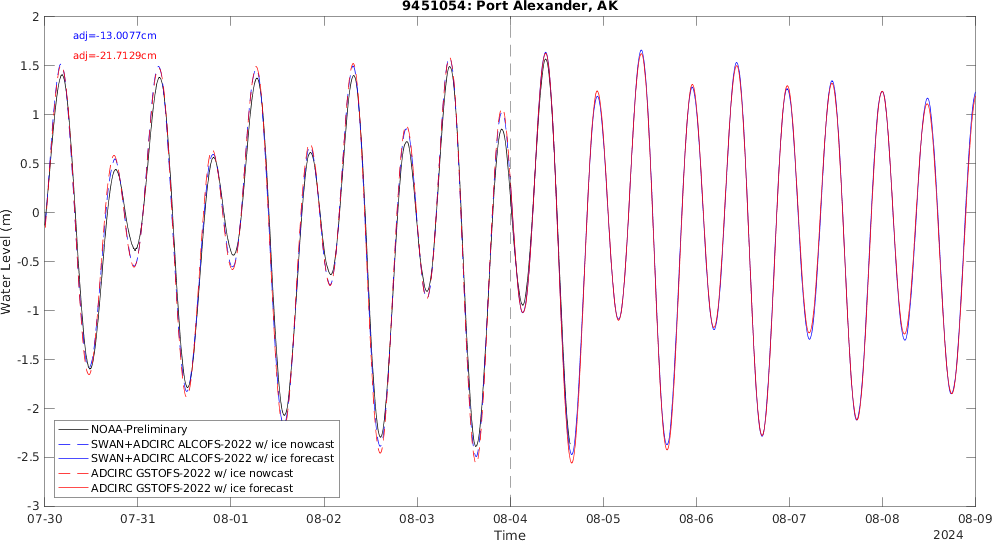 9451054: Port Alexander, AK
adj=-13.0077cm
adj=-21.7129cm
2
1.5
1
0.5
0
-0.5
-1
-1.5
-2
-2.5
-3
Water Level (m)
NOAA-Preliminary
SWAN+ADCIRC ALCOFS-2022 w/ ice nowcast
SWAN+ADCIRC ALCOFS-2022 w/ ice forecast
ADCIRC GSTOFS-2022 w/ ice nowcast
ADCIRC GSTOFS-2022 w/ ice forecast
07-30 07-31 08-01 08-02 08-03 08-04 08-05 08-06 08-07 08-08 08-09
Time
2024